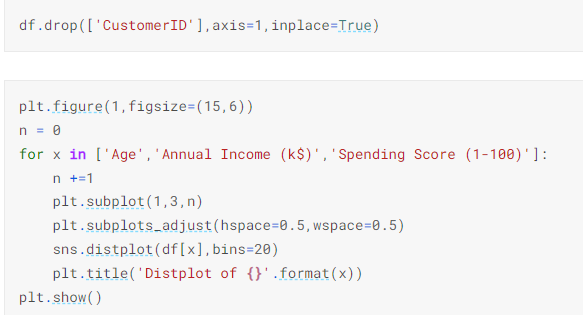 df.drop(['CustomerID'],axis=1,inplace=True)
plt.figure(1,figsize=(15,6))
n = 0
for x in ['Age','Annual Income (k$)','Spending Score (1-100)']:
    n +=1
    plt.subplot(1,3,n)
    plt.subplots_adjust(hspace=0.5,wspace=0.5)
    sns.distplot(df[x],bins=20)
    plt.title('Distplot of {}'.format(x))
plt.show()